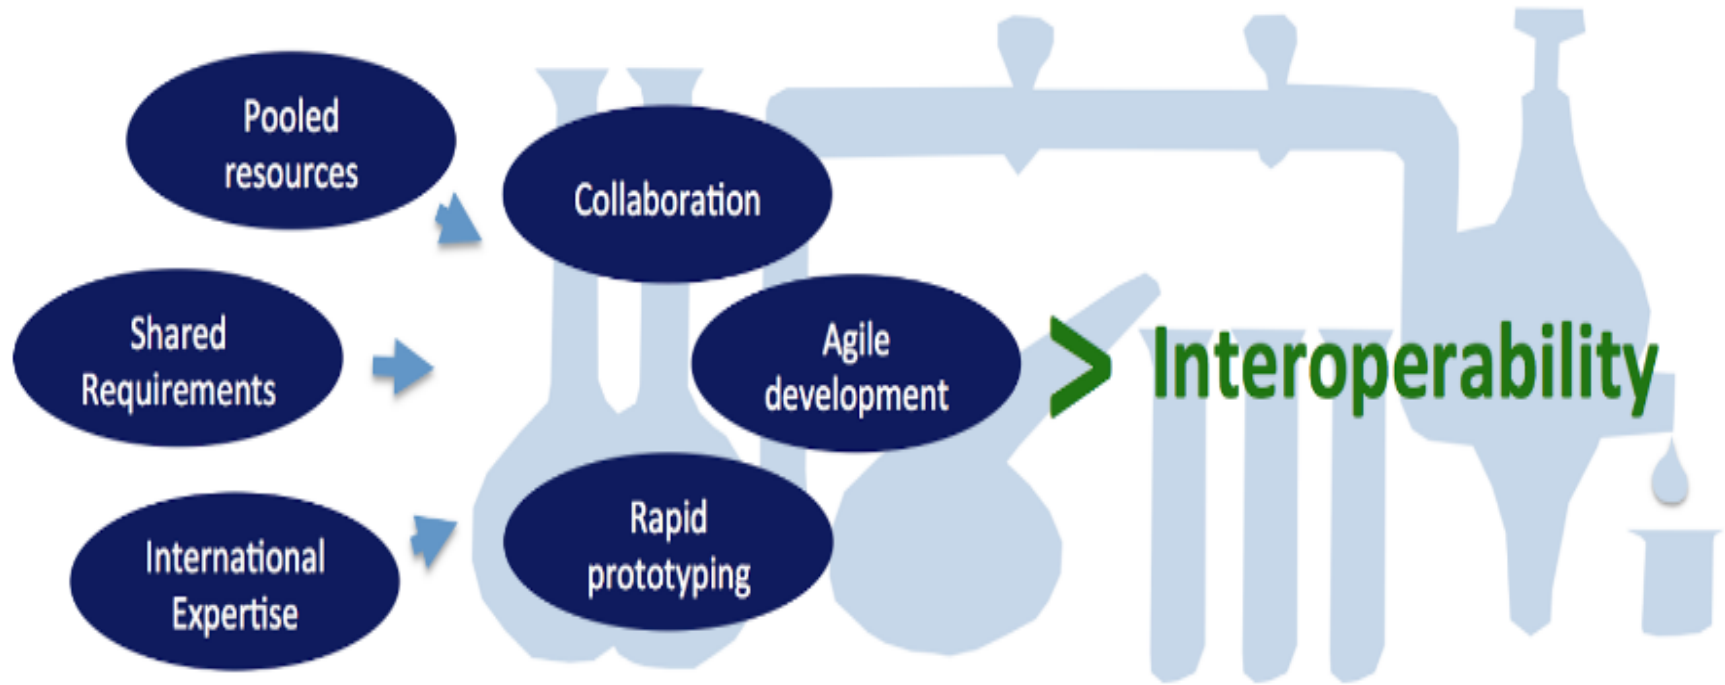 Pooled
resources
Shared
Requirements
International
Expertise
Collaboration
Agile
development
Rapid
prototyping
> Interoperability